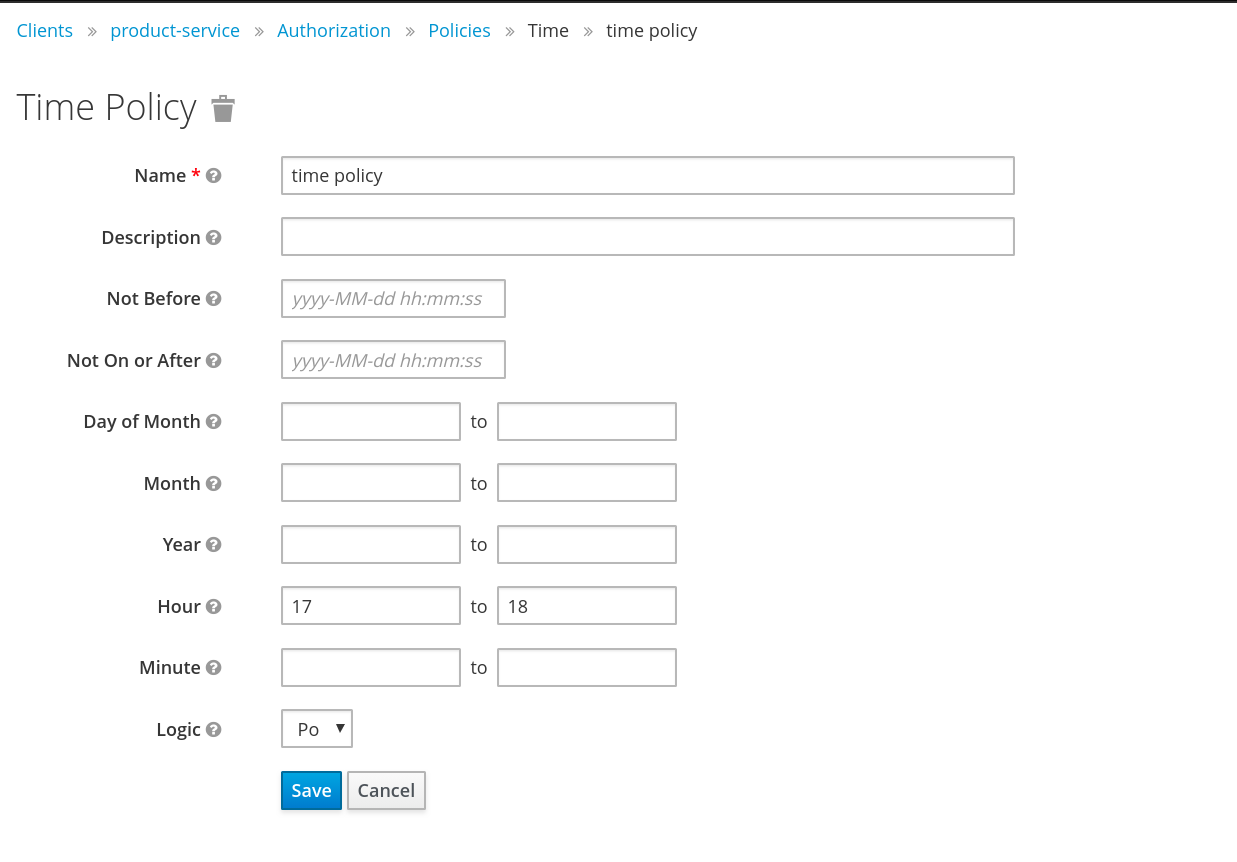 Clients » product-service » Authorization » Policies » Time » time policy
Time Policy
Name * ? time policy
Description ?
Not Before ? yyyy-MM-dd hh:mm:ss
Not On or After ? yyyy-MM-dd hh:mm:ss
Day of Month ? to
Month ? to
Year ? to
Hour ? 17 to 18
Minute ? to
Logic ? Po
Save Cancel